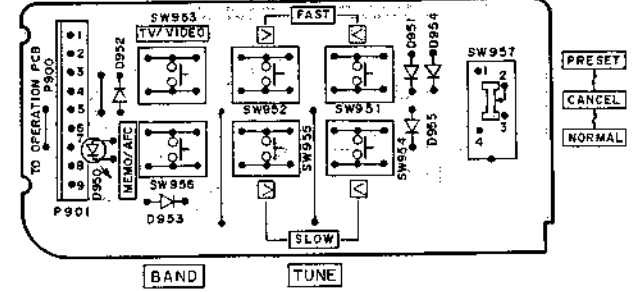 FAST
SW953
TV/VIDEO
D952
D951
D954
SW957
TO OPERATION PCB
P900
1
2
3
4
5
6
7
8
9
P901
1
2
3
4
PRESET
CANCEL
NORMAL
SW952
SW951
SW955
SW954
D955
D950
MEMO/AFC
SW956
D953
SLOW
BAND
TUNE